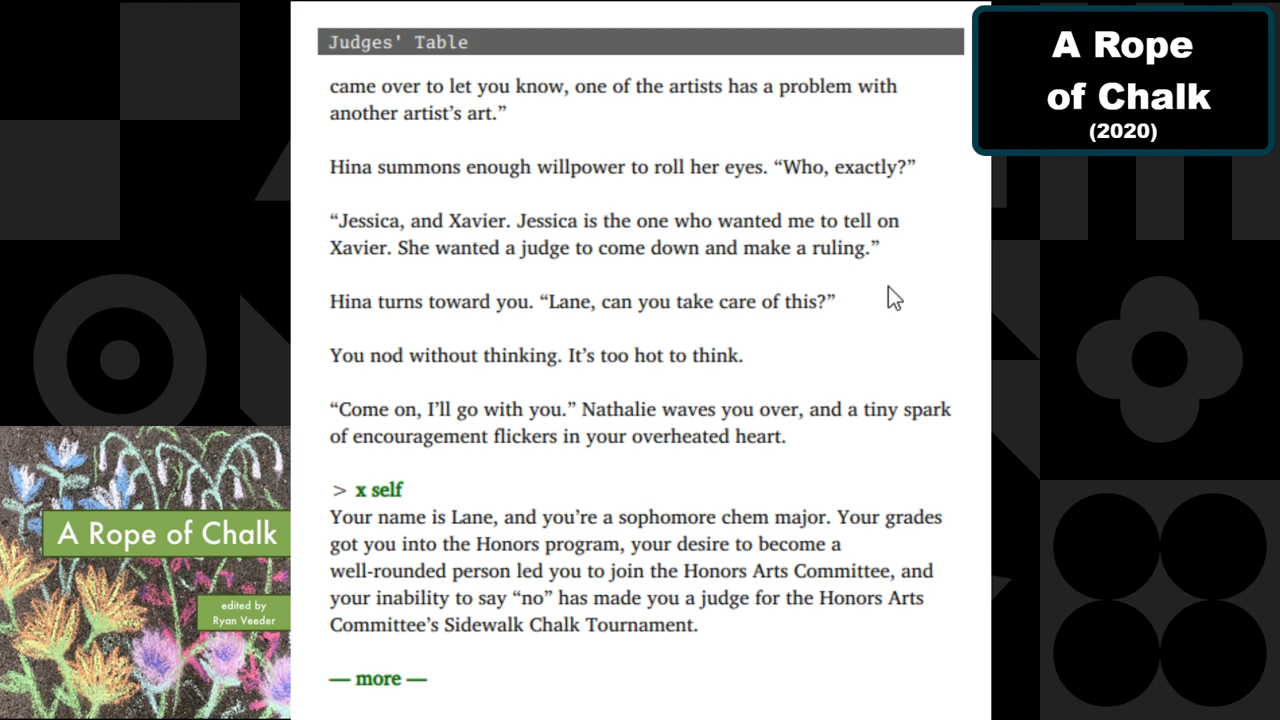 Judges' Table
came over to let you know, one of the artists has a problem with
another artist’s art.”
Hina summons enough willpower to roll her eyes. “Who, exactly?”
“Jessica, and Xavier. Jessica is the one who wanted me to tell on
Xavier. She wanted a judge to come down and make a ruling.”
Hina turns toward you. “Lane, can you take care of this?”
You nod without thinking. It’s too hot to think.
“Come on, I’ll go with you.” Nathalie waves you over, and a tiny spark
of encouragement flickers in your overheated heart.
> x self
Your name is Lane, and you’re a sophomore chem major. Your grades
got you into the Honors program, your desire to become a
well-rounded person led you to join the Honors Arts Committee, and
your inability to say “no” has made you a judge for the Honors Arts
Committee’s Sidewalk Chalk Tournament.
— more —
A Rope
of Chalk
(2020)
A Rope of Chalk
edited by
Ryan Veeder